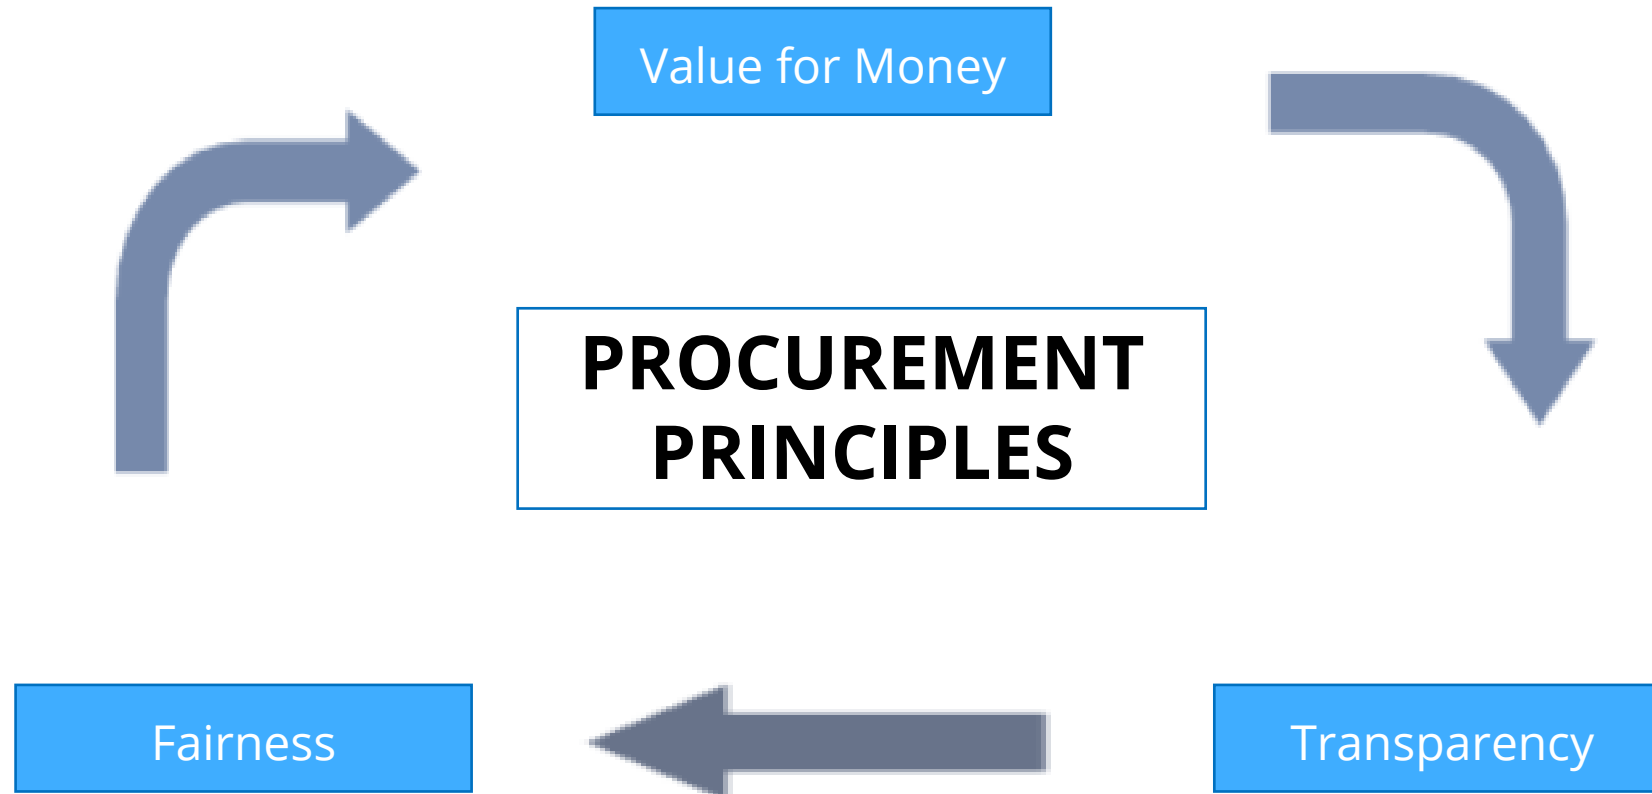 Value for Money
PROCUREMENT
PRINCIPLES
Fairness
Transparency